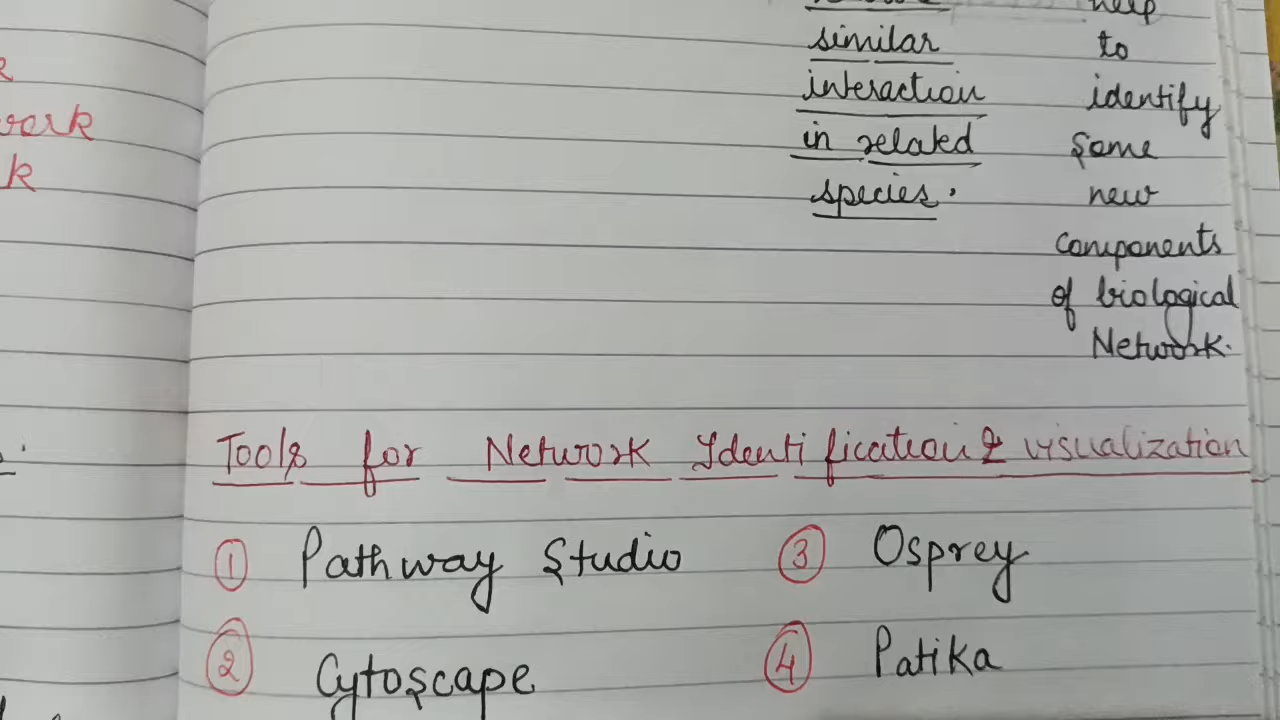 help
similar to
interaction identify
in related some
species. new
components
of biological
Network.
Tools for Network Identification & visualization
① Pathway Studio ③ Osprey
② Cytoscape ④ Patika